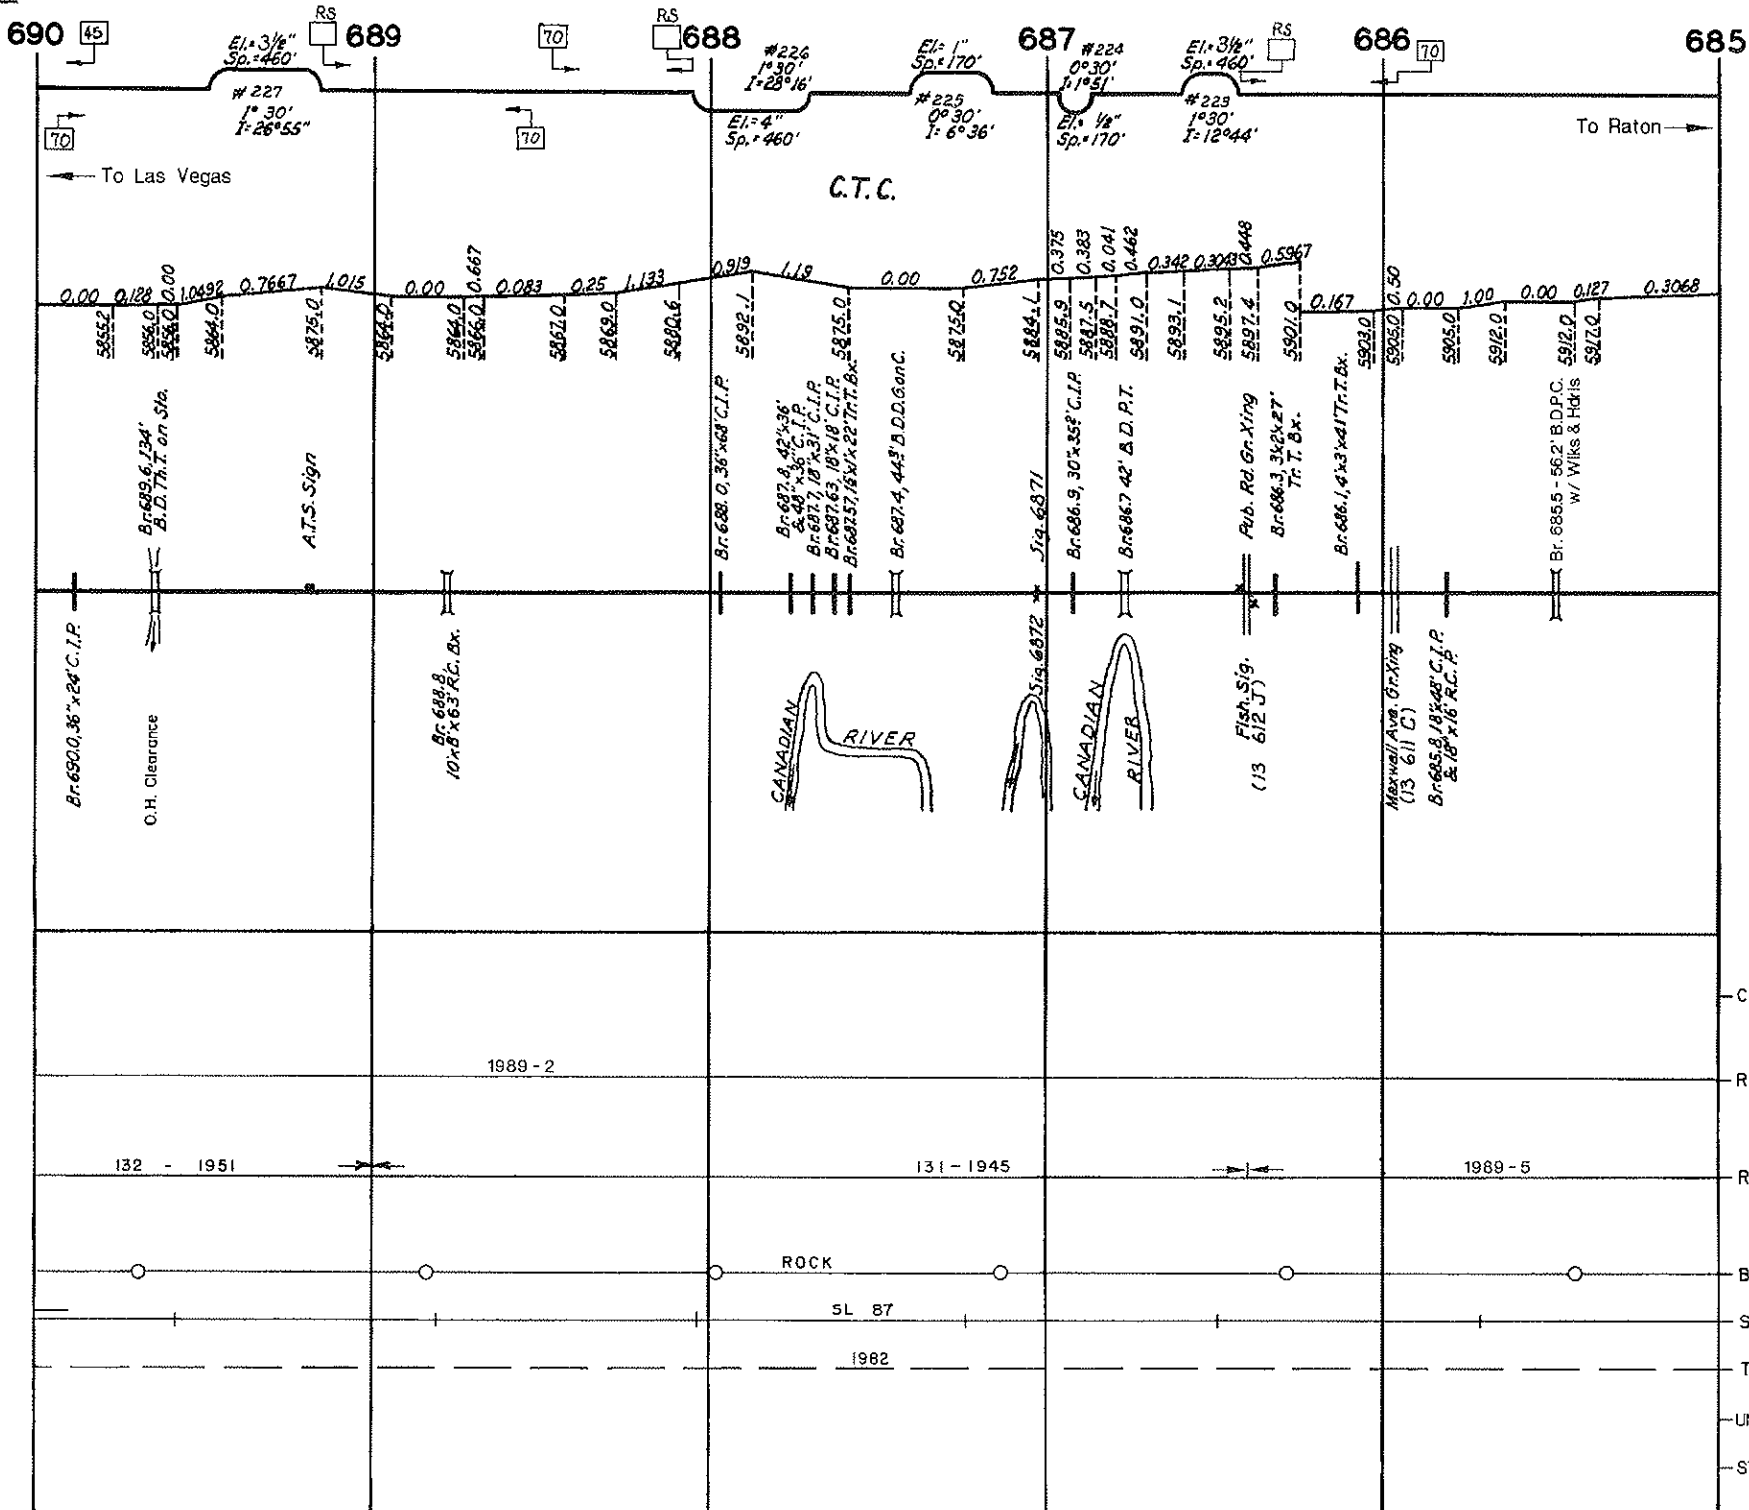 690
45
RS
689
70
RS
688
687
RS
686
70
685
El.= 3½"
Sp.= 460'
# 227
1° 30'
I= 26°55"
#226
1°30'
I=28°16'
El.= 4"
Sp.= 460'
El.= 1"
Sp.= 170'
#225
0°30'
I= 6°36'
#224
0°30'
I= 1°51'
El.= ½"
Sp.= 170'
El.= 3½"
Sp.= 460'
#223
1°30'
I= 12°44'
70
70
To Las Vegas
To Raton
C.T.C.
0.00
0.128
0.00
1.0492
0.7667
1.015
0.00
0.667
0.083
0.25
1.133
0.919
1.19
0.00
0.752
0.375
0.383
0.041
0.462
0.342
0.3043
0.448
0.5967
0.167
0.50
0.00
1.00
0.00
0.127
0.3068
5855.2
5856.0
5856.0
5864.0
5875.0
5864.0
5864.0
5866.0
5867.0
5869.0
5880.6
5892.1
5875.0
5875.0
5884.1
5885.9
5887.5
5888.7
5891.0
5893.1
5895.2
5897.4
5901.0
5903.0
5905.0
5905.0
5912.0
5912.0
5917.0
Br. 689.6, 134'
B.D.Th.T. on Sto.
A.T.S. Sign
Br. 688.0, 36"x68' C.I.P.
Br. 687.8, 42"x36'
& 48"x36' C.I.P.
Br. 687.7, 18"x31' C.I.P.
Br. 687.63, 18"x18' C.I.P.
Br. 687.4, 44.3' B.D.D.G. on C.
Sig. 6871
Br. 686.9, 30"x35² C.I.P.
Br. 686.7 42' B.D.P.T.
Pub. Rd. Gr. Xing
Br. 686.3, 3x2x27'
Tr. T. Bx.
Br. 686.1, 4'x3'x41' Tr. T. Bx.
Br. 685.5 - 56.2' B.D.P.C.
w/ Wlks & Hdrls
Br. 690.0, 36"x24' C.I.P.
O.H. Clearance
Br. 688.8,
10'x8'x63' R.C. Bx.
CANADIAN
RIVER
Sig. 6872
CANADIAN
RIVER
Flsh. Sig.
(13 612 J)
Maxwell Ave. Gr. Xing
(13 611 C)
Br. 685.8, 18"x48' C.I.P.
& 18"x16' R.C.P.
C
1989 - 2
R
132 - 1951
131 - 1945
1989 - 5
R
ROCK
B
SL 87
S
1982
T
U
S